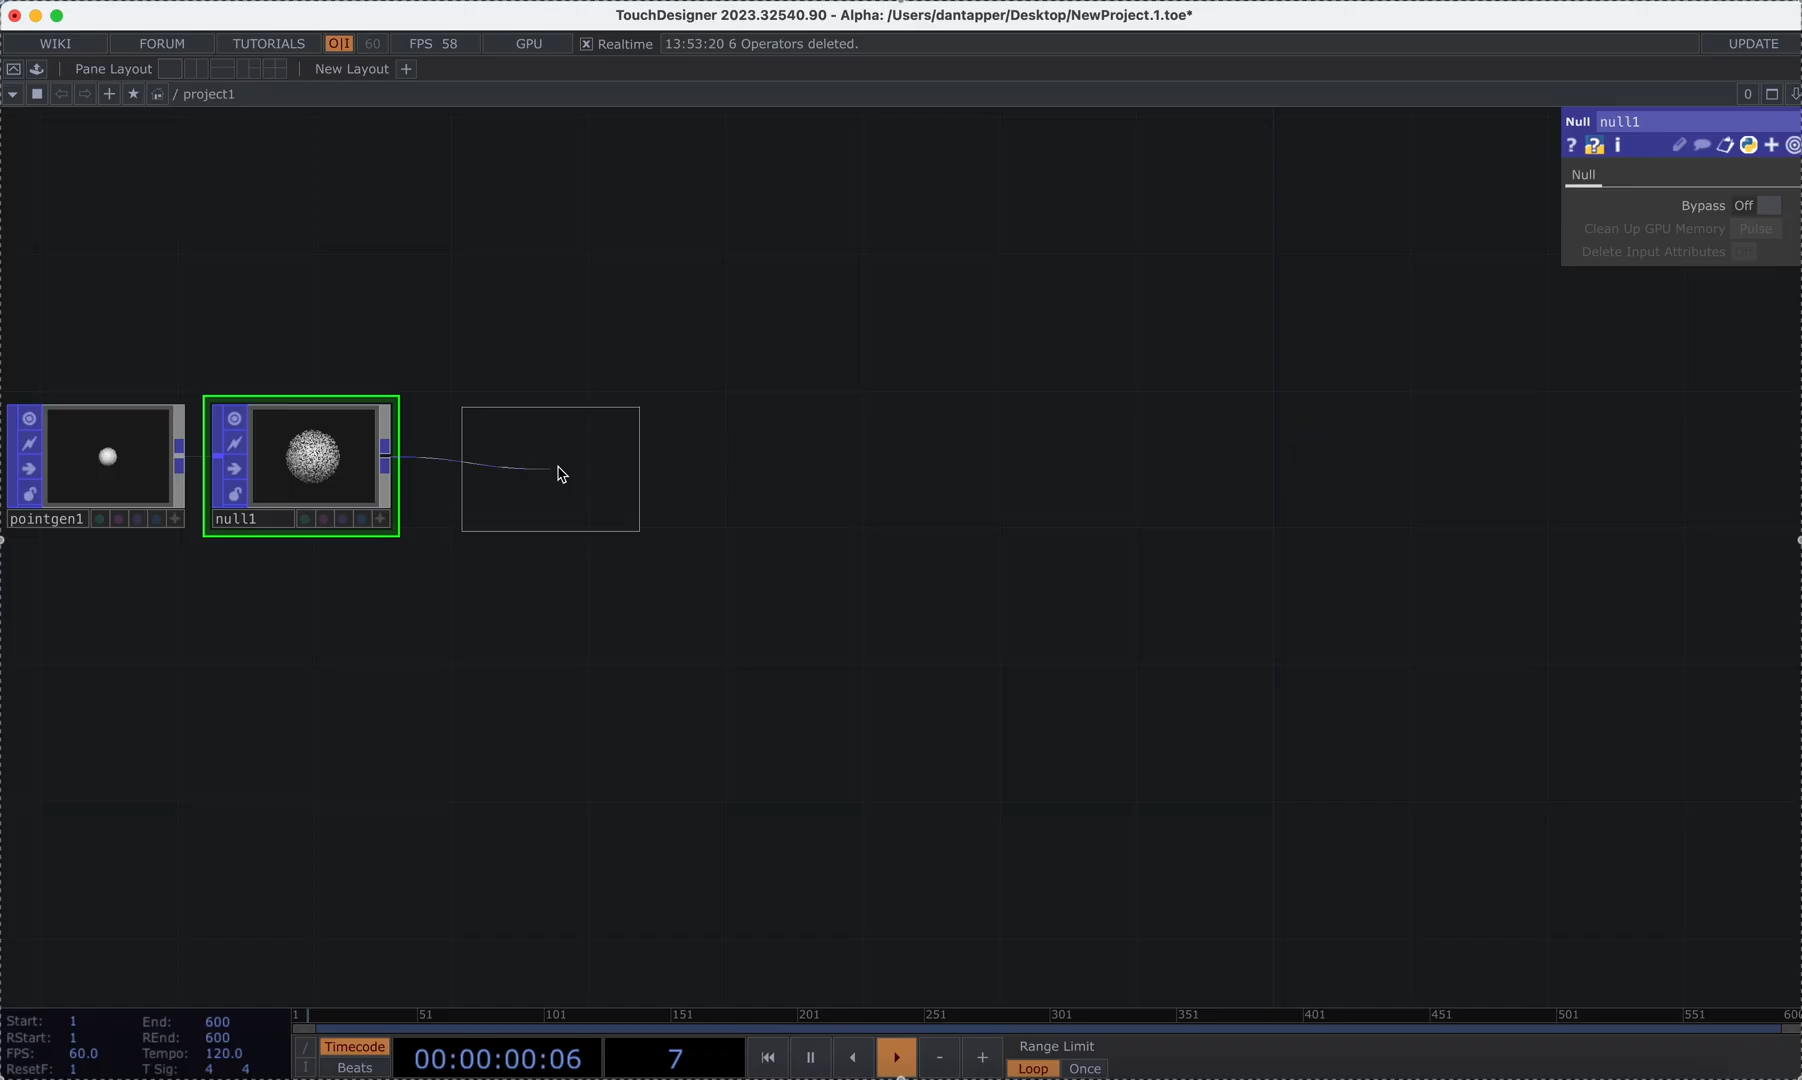 TouchDesigner 2023.32540.90 - Alpha: /Users/dantapper/Desktop/NewProject.1.toe*
WIKI FORUM TUTORIALS O|I 60 FPS 58 GPU Realtime 13:53:20 6 Operators deleted. UPDATE
Pane Layout New Layout +
/ project1 0
Null null1
Null
Bypass Off
Clean Up GPU Memory Pulse
Delete Input Attributes
pointgen1 null1
1 51 101 151 201 251 301 351 401 451 501 551 600
Start: 1 End: 600
RStart: 1 REnd: 600
FPS: 60.0 Tempo: 120.0
ResetF: 1 T Sig: 4 4
Timecode
Beats
00:00:00:06
7
Range Limit
Loop Once